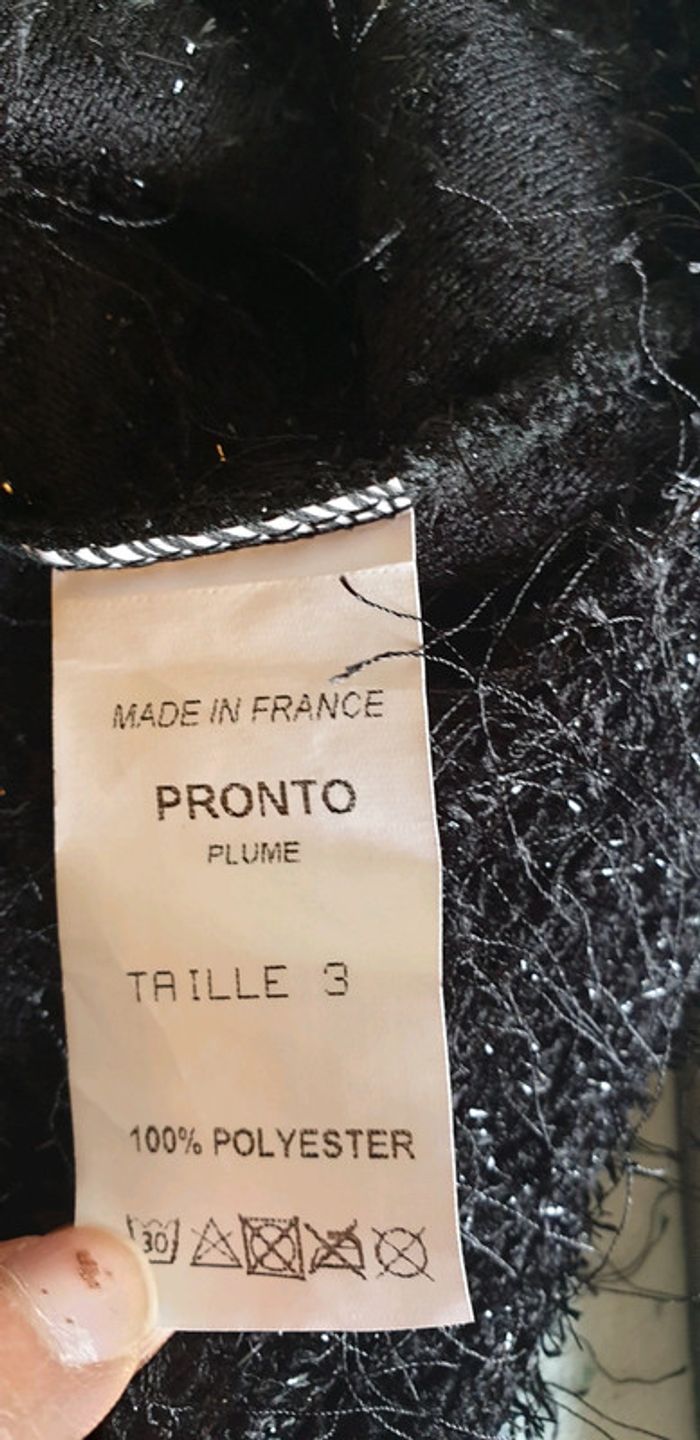 MADE IN FRANCE
PRONTO
PLUME
TAILLE 3
100% POLYESTER
30